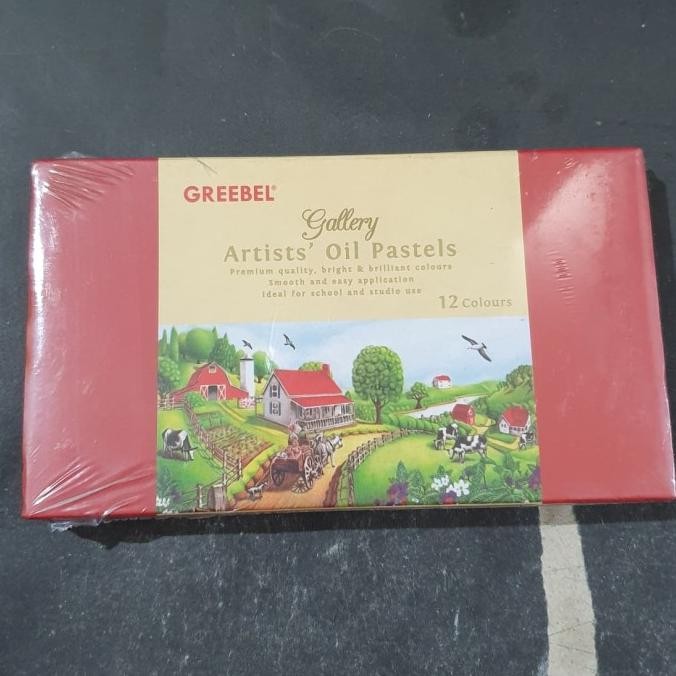 GREEBEL®
Gallery
Artists' Oil Pastels
Premium quality, bright & brilliant colours
Smooth and easy application
Ideal for school and studio use
12 Colours